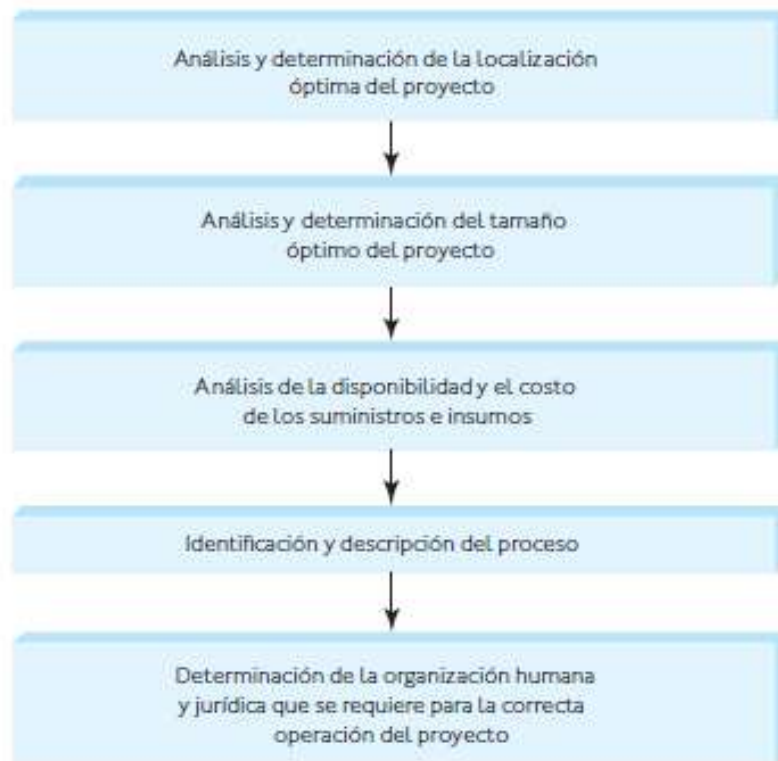 Análisis y determinación de la localización
óptima del proyecto
Análisis y determinación del tamaño
óptimo del proyecto
Análisis de la disponibilidad y el costo
de los suministros e insumos
Identificación y descripción del proceso
Determinación de la organización humana
y jurídica que se requiere para la correcta
operación del proyecto